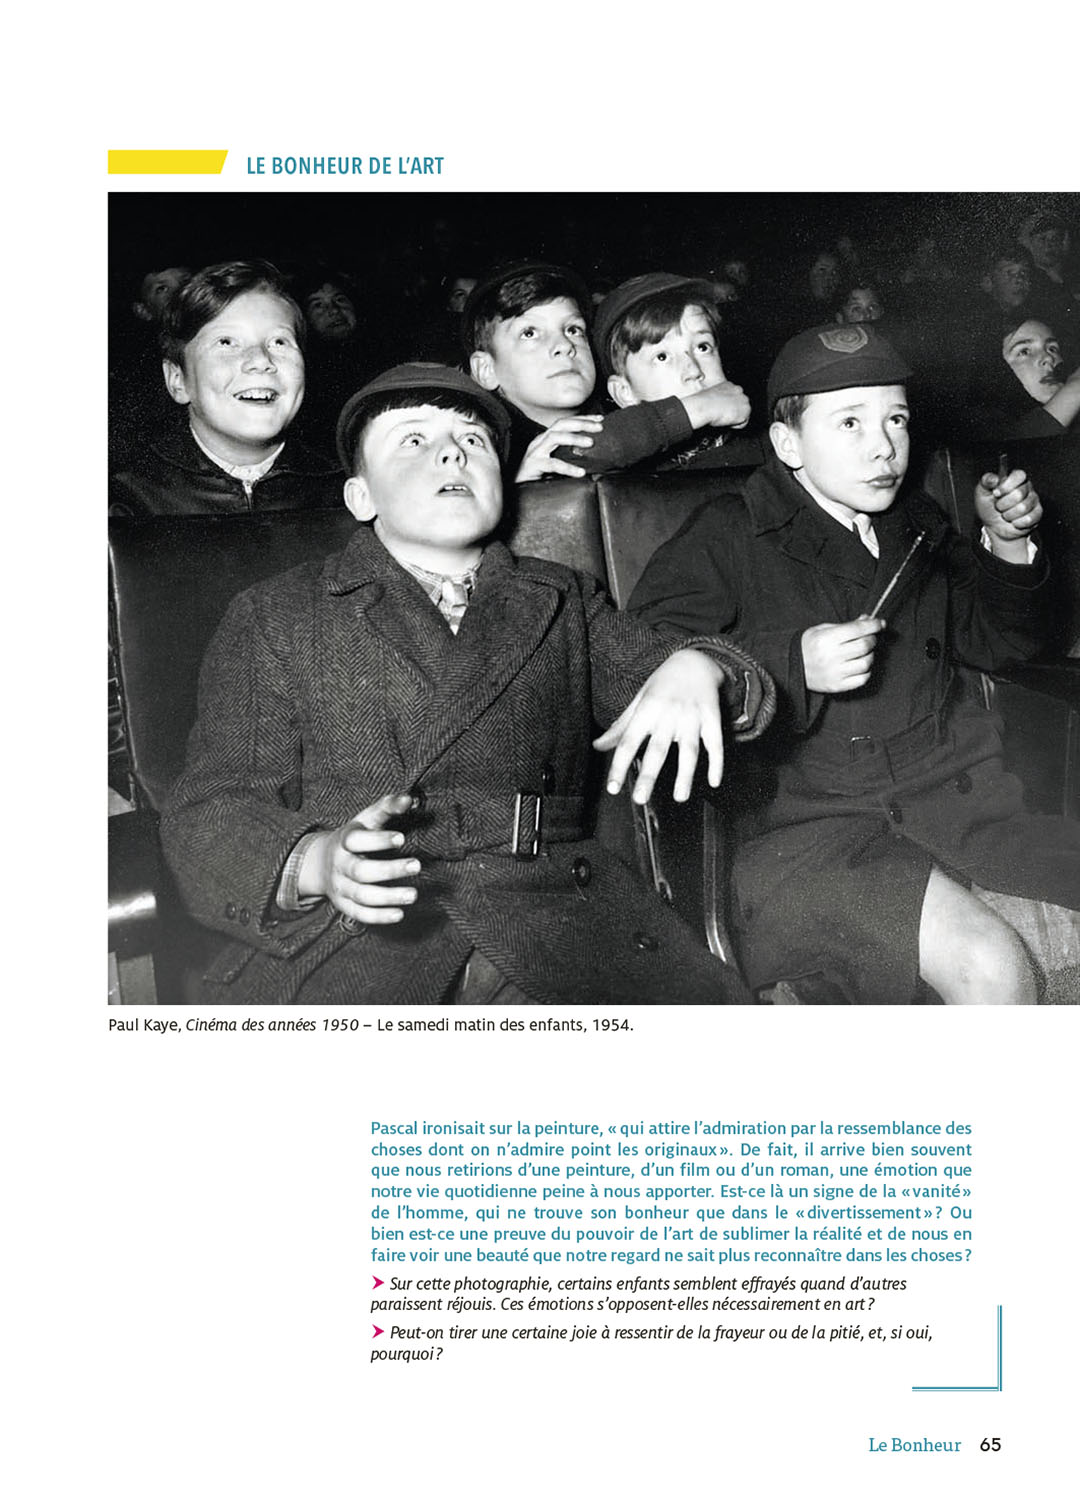 LE BONHEUR DE L'ART
Paul Kaye, Cinéma des années 1950 – Le samedi matin des enfants, 1954.
Pascal ironisait sur la peinture, « qui attire l'admiration par la ressemblance des
choses dont on n'admire point les originaux ». De fait, il arrive bien souvent
que nous retirions d'une peinture, d'un film ou d'un roman, une émotion que
notre vie quotidienne peine à nous apporter. Est-ce là un signe de la « vanité »
de l'homme, qui ne trouve son bonheur que dans le « divertissement » ? Ou
bien est-ce une preuve du pouvoir de l'art de sublimer la réalité et de nous en
faire voir une beauté que notre regard ne sait plus reconnaître dans les choses ?
➤ Sur cette photographie, certains enfants semblent effrayés quand d'autres
paraissent réjouis. Ces émotions s'opposent-elles nécessairement en art ?
➤ Peut-on tirer une certaine joie à ressentir de la frayeur ou de la pitié, et, si oui,
pourquoi ?
Le Bonheur 65